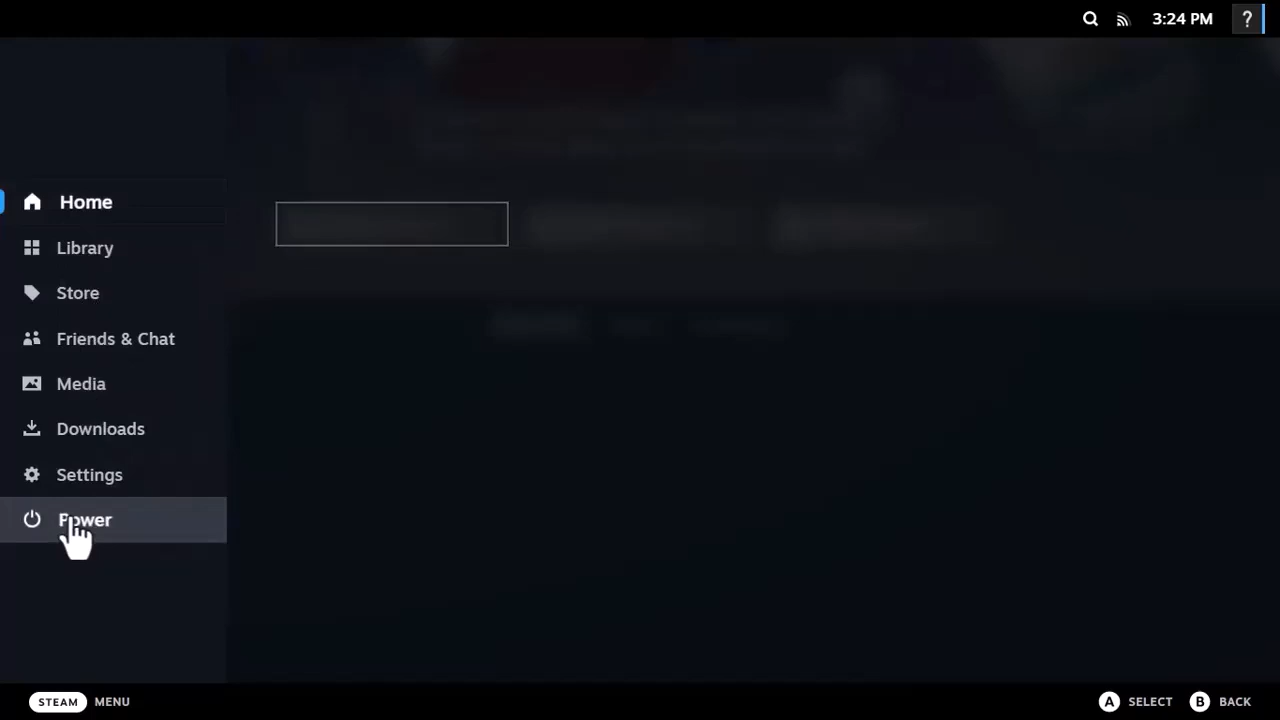 3:24 PM
?
Home
Library
Store
Friends & Chat
Media
Downloads
Settings
Power
STEAM MENU
A SELECT B BACK